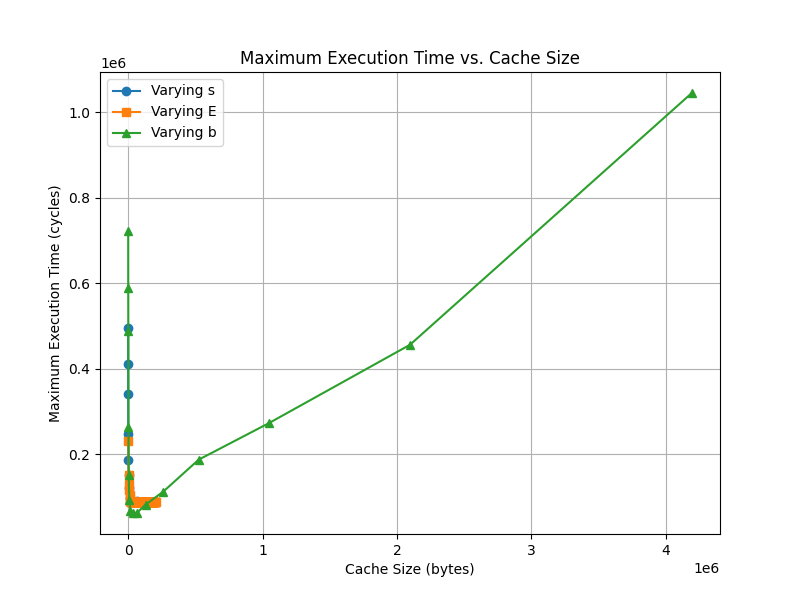 Maximum Execution Time vs. Cache Size
1e6
Varying s
Varying E
Varying b
1.0
0.8
0.6
0.4
0.2
Maximum Execution Time (cycles)
0 1 2 3 4
1e6
Cache Size (bytes)